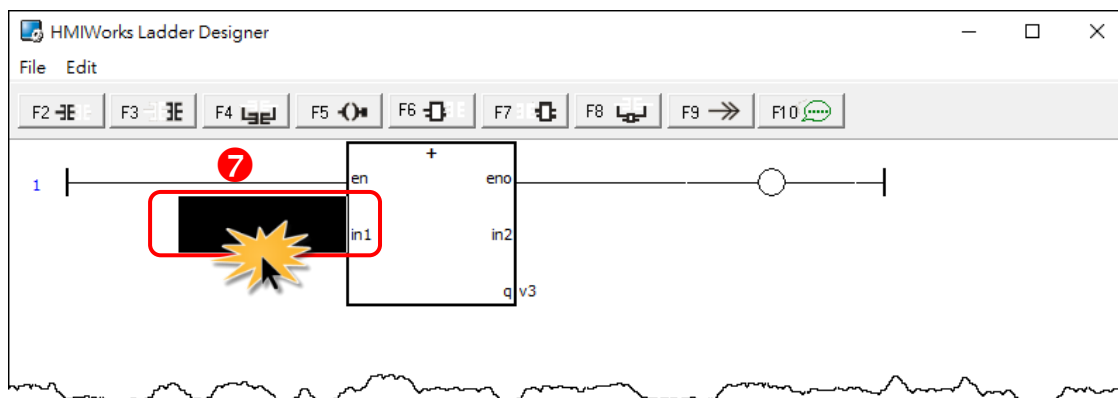 HMIWorks Ladder Designer
File Edit
F2 F3 F4 F5 F6 F7 F8 F9 F10
7
+
1 en eno
in1 in2
q v3